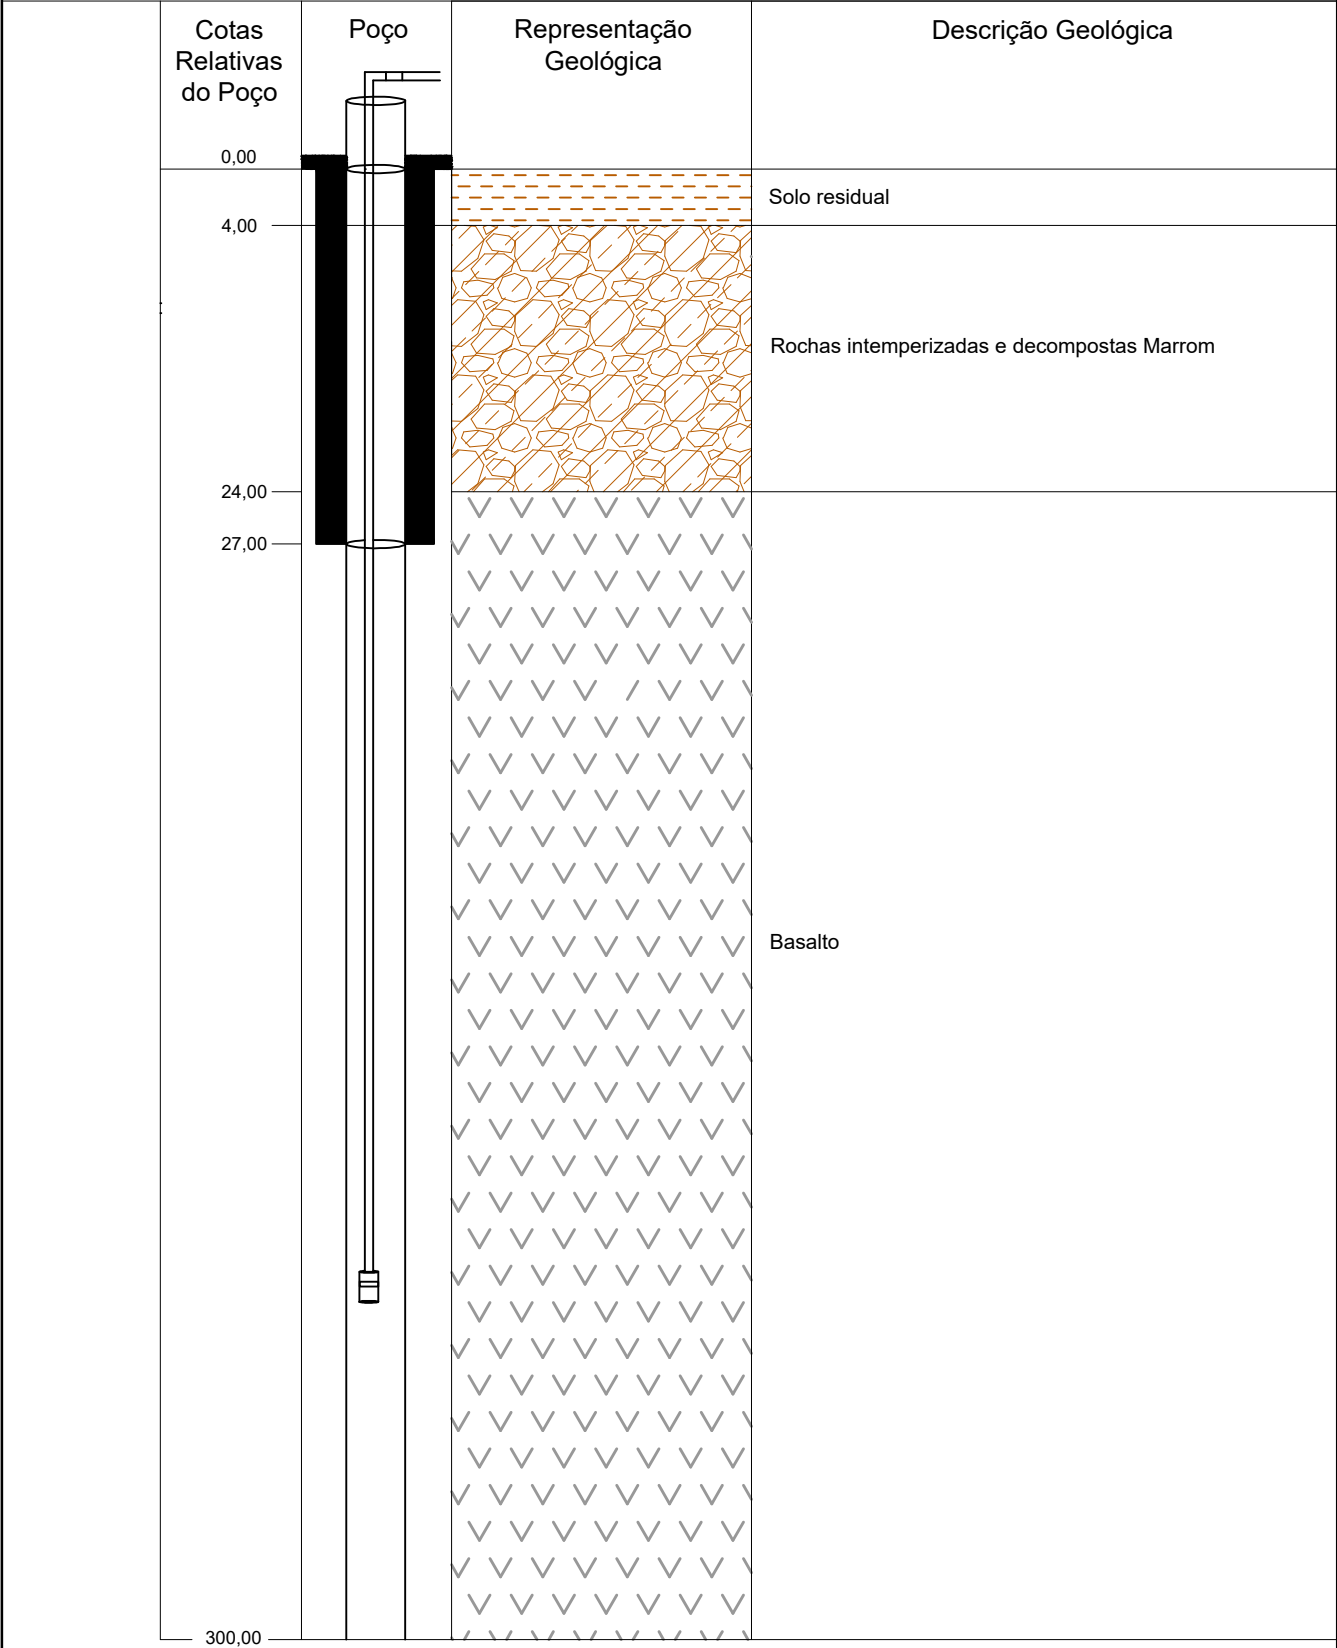 Cotas
Relativas
do Poço
Poço
Representação
Geológica
Descrição Geológica
0,00
Solo residual
4,00
Rochas intemperizadas e decompostas Marrom
24,00
27,00
Basalto
300,00